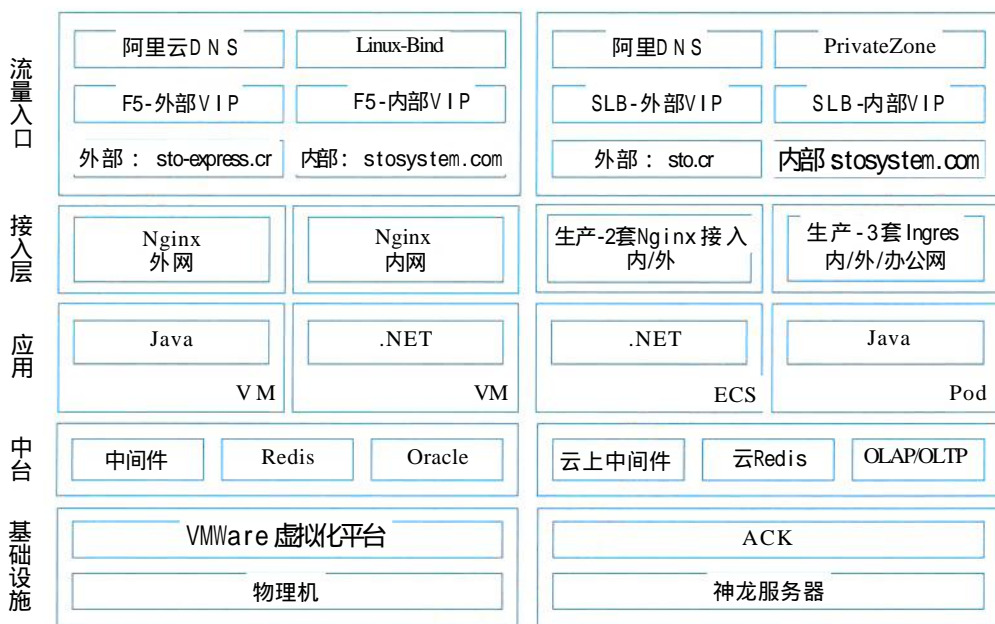 流量入口
阿里云DNS
Linux-Bind
F5-外部VIP
F5-内部VIP
外部：sto-express.cr
内部：stosystem.com
阿里DNS
PrivateZone
SLB-外部VIP
SLB-内部VIP
外部：sto.cr
内部 stosystem.com
接入层
Nginx
外网
Nginx
内网
生产-2套Nginx接入
内/外
生产-3套Ingres
内/外/办公网
应用
Java
VM
.NET
VM
.NET
ECS
Java
Pod
中台
中间件
Redis
Oracle
云上中间件
云Redis
OLAP/OLTP
基础设施
VMWare虚拟化平台
物理机
ACK
神龙服务器